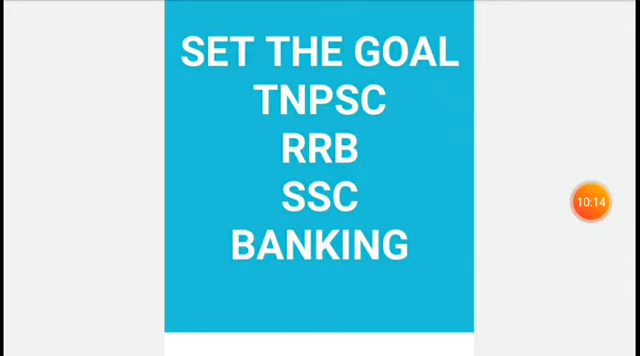 SET THE GOAL
TNPSC
RRB
SSC
BANKING
10:14